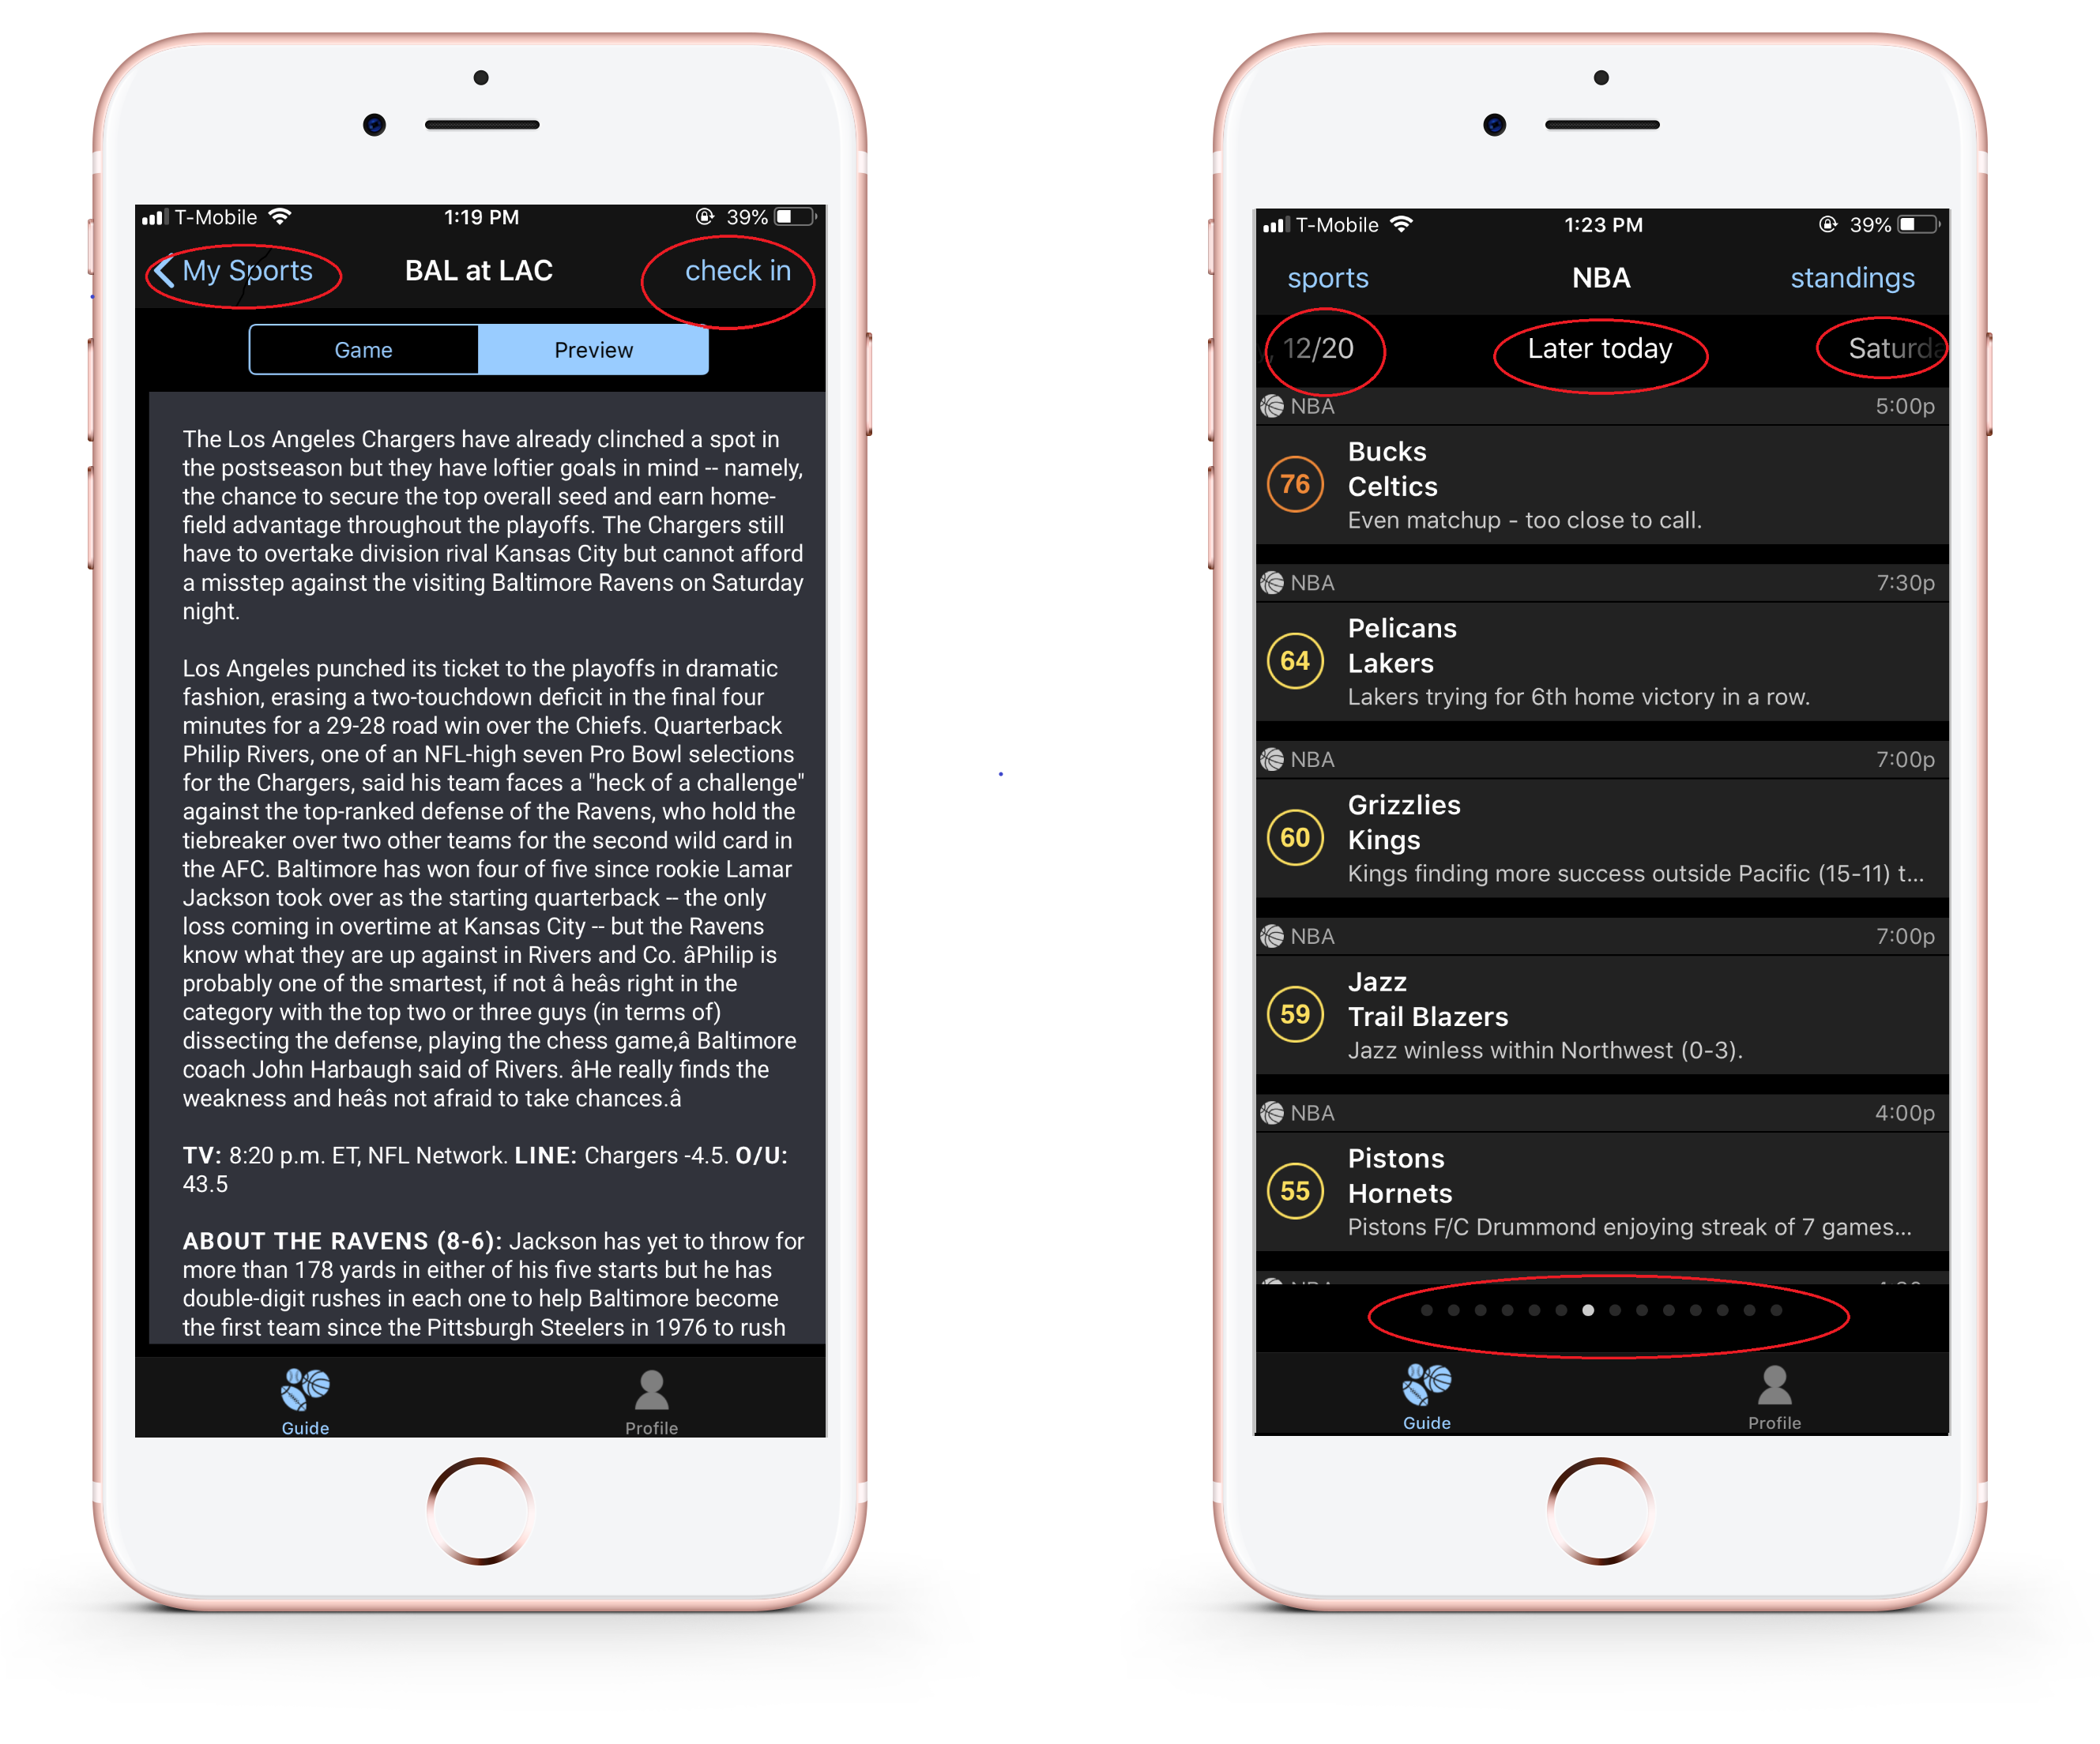 T-Mobile 1:19 PM 39%
My Sports BAL at LAC check in
Game Preview
The Los Angeles Chargers have already clinched a spot in
the postseason but they have loftier goals in mind -- namely,
the chance to secure the top overall seed and earn home-
field advantage throughout the playoffs. The Chargers still
have to overtake division rival Kansas City but cannot afford
a misstep against the visiting Baltimore Ravens on Saturday
night.
Los Angeles punched its ticket to the playoffs in dramatic
fashion, erasing a two-touchdown deficit in the final four
minutes for a 29-28 road win over the Chiefs. Quarterback
Philip Rivers, one of an NFL-high seven Pro Bowl selections
for the Chargers, said his team faces a "heck of a challenge"
against the top-ranked defense of the Ravens, who hold the
tiebreaker over two other teams for the second wild card in
the AFC. Baltimore has won four of five since rookie Lamar
Jackson took over as the starting quarterback -- the only
loss coming in overtime at Kansas City -- but the Ravens
know what they are up against in Rivers and Co. âPhilip is
probably one of the smartest, if not â heâs right in the
category with the top two or three guys (in terms of)
dissecting the defense, playing the chess game,â Baltimore
coach John Harbaugh said of Rivers. âHe really finds the
weakness and heâs not afraid to take chances.â
TV: 8:20 p.m. ET, NFL Network. LINE: Chargers -4.5. O/U:
43.5
ABOUT THE RAVENS (8-6): Jackson has yet to throw for
more than 178 yards in either of his five starts but he has
double-digit rushes in each one to help Baltimore become
the first team since the Pittsburgh Steelers in 1976 to rush
Guide Profile
T-Mobile 1:23 PM 39%
sports NBA standings
y, 12/20 Later today Saturda
NBA 5:00p
Bucks
76
Celtics
Even matchup - too close to call.
NBA 7:30p
Pelicans
64
Lakers
Lakers trying for 6th home victory in a row.
NBA 7:00p
Grizzlies
60
Kings
Kings finding more success outside Pacific (15-11) t...
NBA 7:00p
Jazz
59
Trail Blazers
Jazz winless within Northwest (0-3).
NBA 4:00p
Pistons
55
Hornets
Pistons F/C Drummond enjoying streak of 7 games...
NBA
Guide Profile